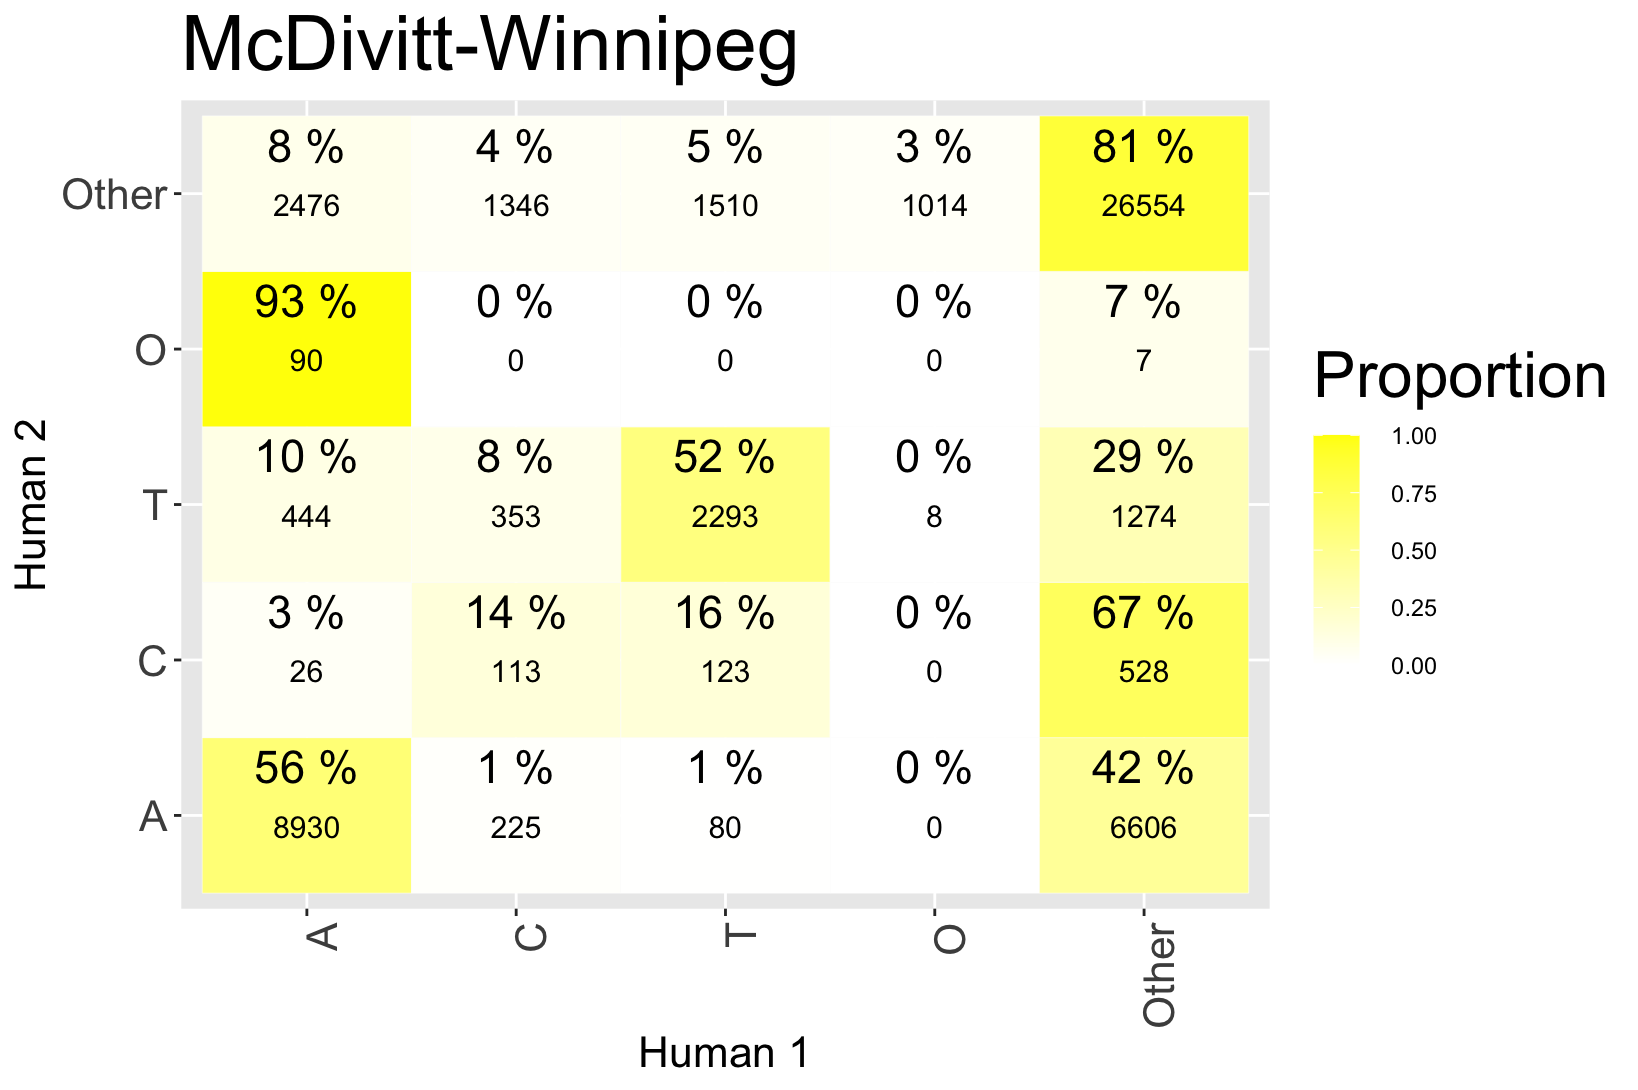 McDivitt-Winnipeg
8 % 4 % 5 % 3 % 81 %
Other 2476 1346 1510 1014 26554
93 % 0 % 0 % 0 % 7 %
O 90 0 0 0 7
10 % 8 % 52 % 0 % 29 %
T 444 353 2293 8 1274
3 % 14 % 16 % 0 % 67 %
C 26 113 123 0 528
56 % 1 % 1 % 0 % 42 %
A 8930 225 80 0 6606
A C T O Other
Human 1
Human 2
Proportion
1.00
0.75
0.50
0.25
0.00